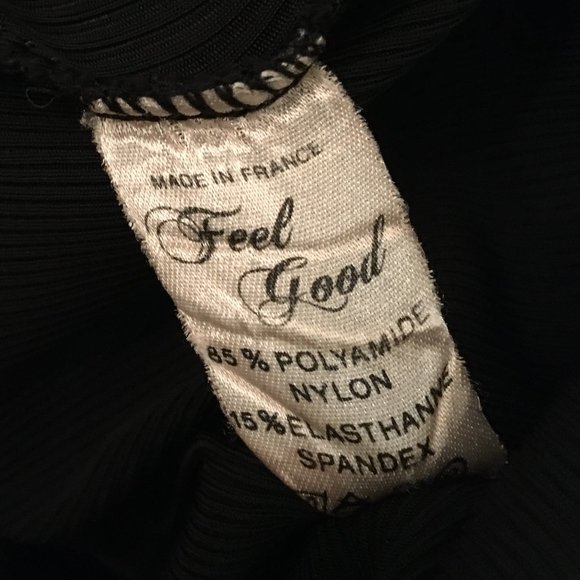 MADE IN FRANCE
Feel
Good
85% POLYAMIDE
NYLON
15% ELASTHANNE
SPANDEX